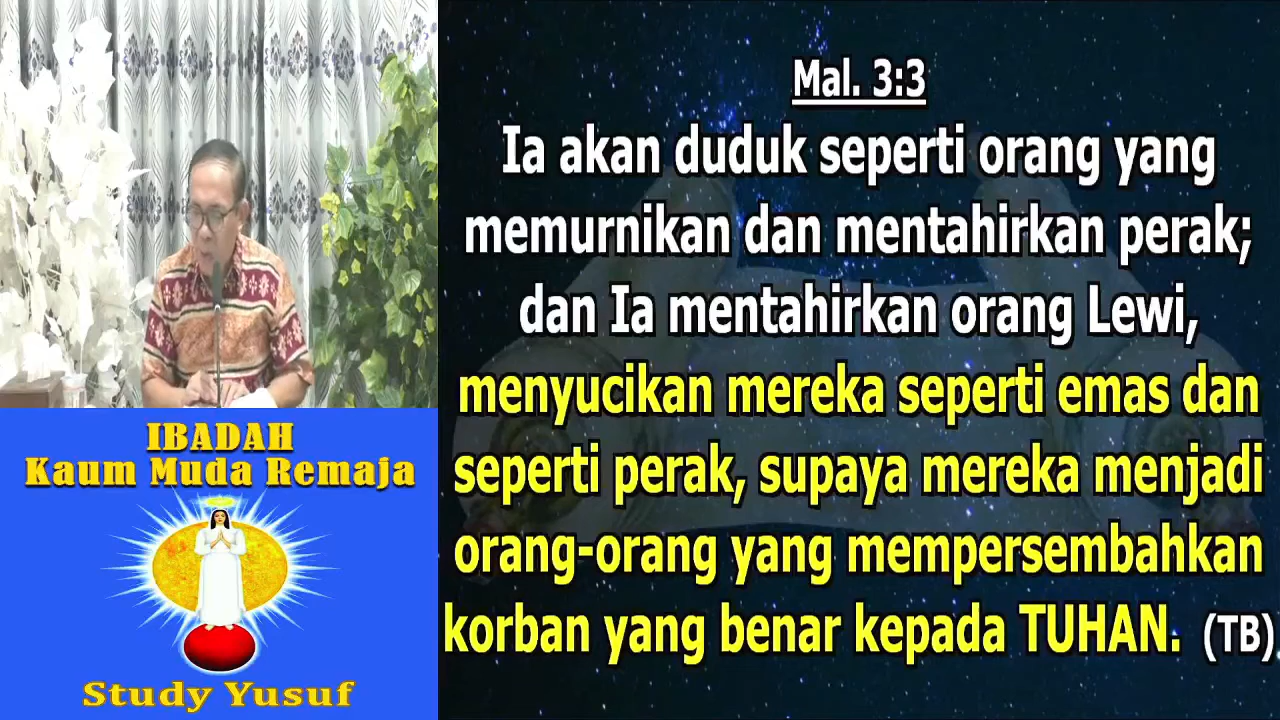 Mal. 3:3
Ia akan duduk seperti orang yang
memurnikan dan mentahirkan perak;
dan Ia mentahirkan orang Lewi,
menyucikan mereka seperti emas dan
seperti perak, supaya mereka menjadi
orang-orang yang mempersembahkan
korban yang benar kepada TUHAN. (TB)
IBADAH
Kaum Muda Remaja
Study Yusuf